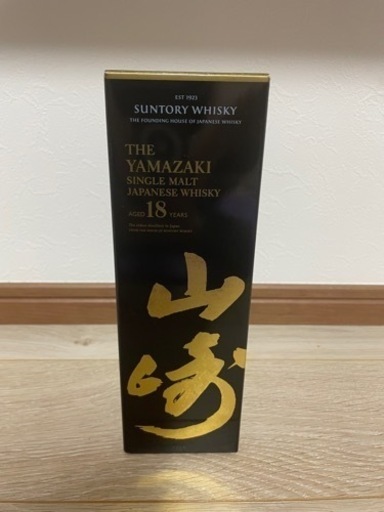 EST 1923
SUNTORY WHISKY
THE FOUNDING HOUSE OF JAPANESE WHISKY
THE
YAMAZAKI
SINGLE MALT
JAPANESE WHISKY
AGED 18 YEARS
山崎